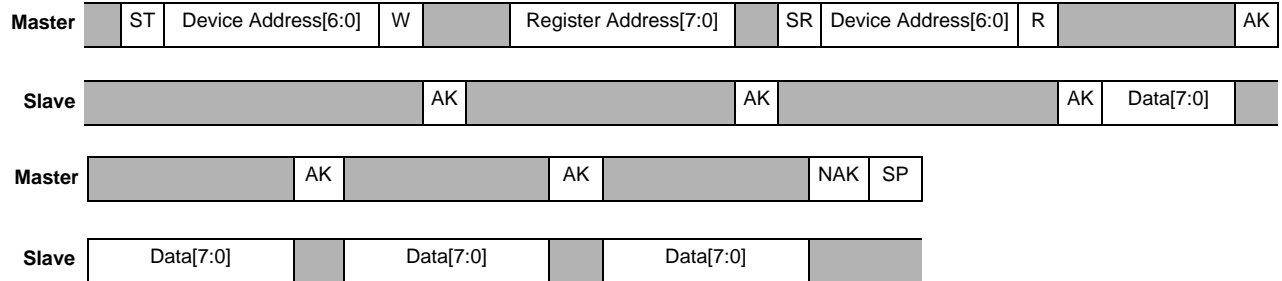 Master ST Device Address[6:0] W Register Address[7:0] SR Device Address[6:0] R AK
Slave AK AK AK Data[7:0]
Master AK AK NAK SP
Slave Data[7:0] Data[7:0] Data[7:0]